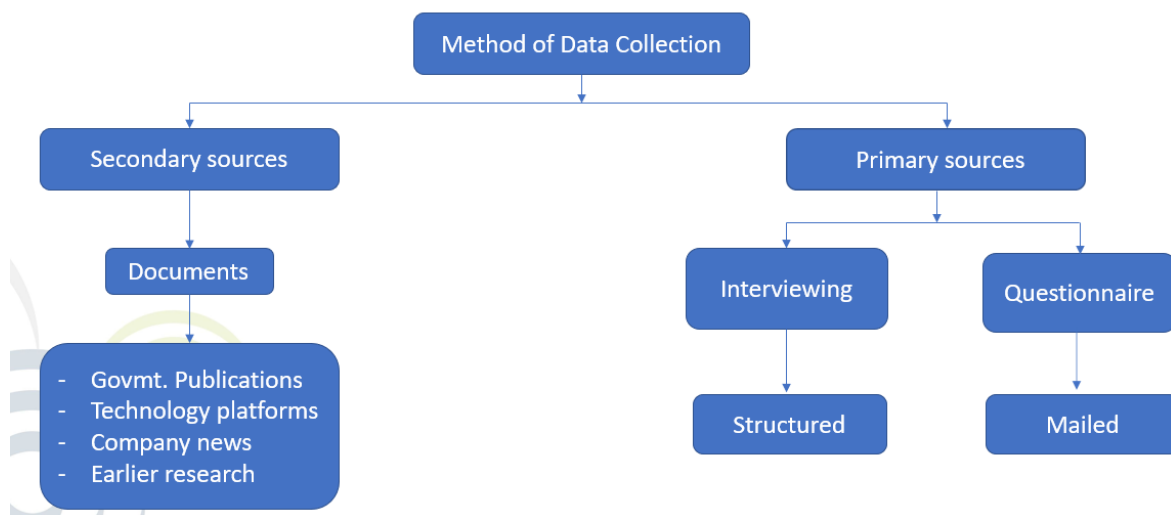 Method of Data Collection
Secondary sources
Primary sources
Documents
Interviewing
Questionnaire
- Govmt. Publications
- Technology platforms
- Company news
- Earlier research
Structured
Mailed